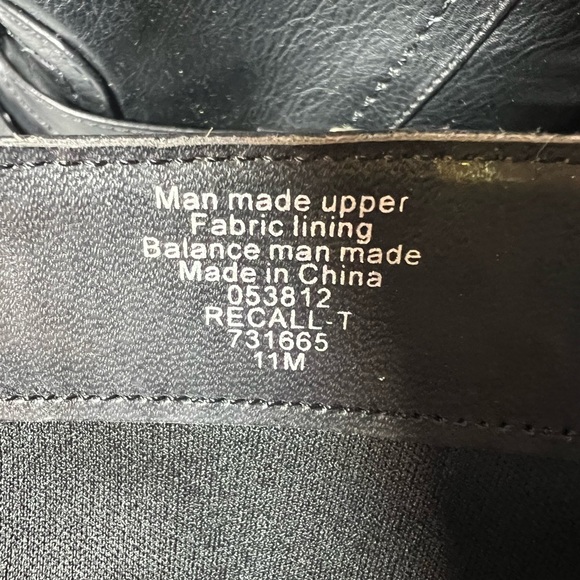 Man made upper
Fabric lining
Balance man made
Made in China
053812
RECALL-T
731665
11M